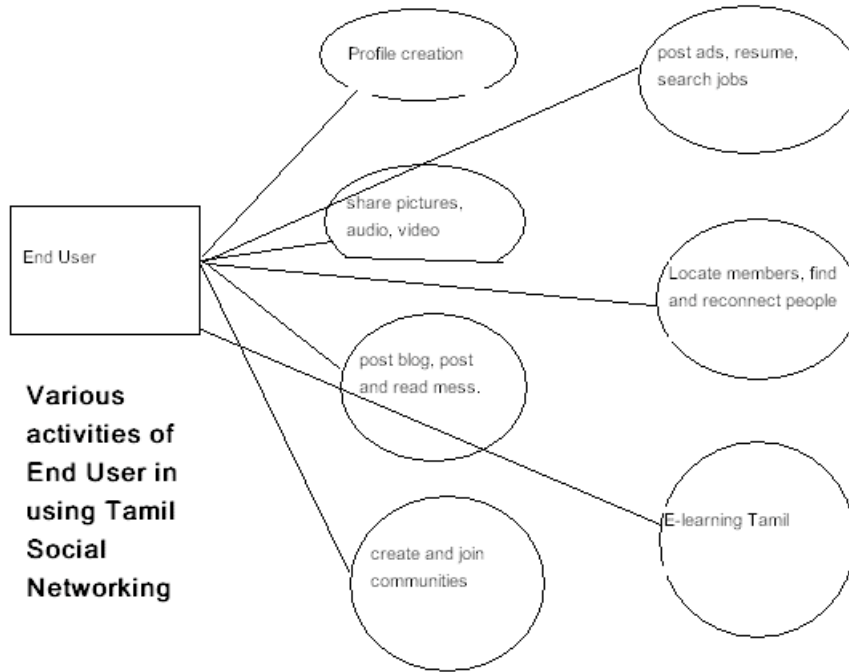 Profile creation
post ads, resume,
search jobs
share pictures,
audio, video
End User
Locate members, find
and reconnect people
post blog, post
and read mess.
Various
activities of
End User in
using Tamil
Social
Networking
E-learning Tamil
create and join
communities